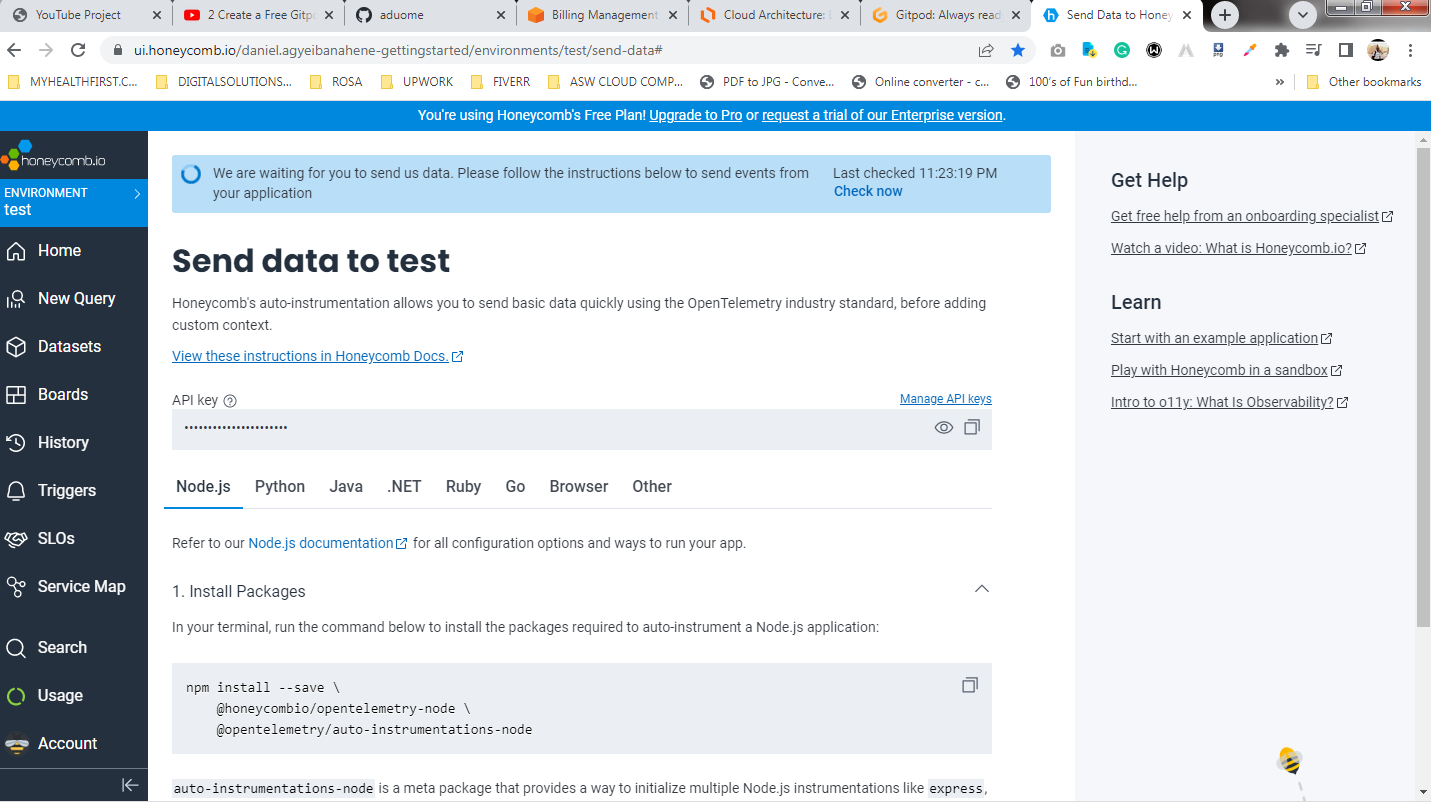 YouTube Project
2 Create a Free Gitpo
aduome
Billing Management
Cloud Architecture:
Gitpod: Always read
Send Data to Honey
ui.honeycomb.io/daniel.agyeibanahene-gettingstarted/environments/test/send-data#
MYHEALTHFIRST.C...
DIGITALSOLUTIONS...
ROSA
UPWORK
FIVERR
ASW CLOUD COMP...
PDF to JPG - Conve...
Online converter - c...
100's of Fun birthd...
»
Other bookmarks
You're using Honeycomb's Free Plan! Upgrade to Pro or request a trial of our Enterprise version.
honeycomb.io
ENVIRONMENT
test
Home
New Query
Datasets
Boards
History
Triggers
SLOs
Service Map
Search
Usage
Account
We are waiting for you to send us data. Please follow the instructions below to send events from
your application
Last checked 11:23:19 PM
Check now
Send data to test
Honeycomb's auto-instrumentation allows you to send basic data quickly using the OpenTelemetry industry standard, before adding
custom context.
View these instructions in Honeycomb Docs.
API key
Manage API keys
••••••••••••••••••••••
Node.js Python Java .NET Ruby Go Browser Other
Refer to our Node.js documentation for all configuration options and ways to run your app.
1. Install Packages
In your terminal, run the command below to install the packages required to auto-instrument a Node.js application:
npm install --save \
@honeycombio/opentelemetry-node \
@opentelemetry/auto-instrumentations-node
auto-instrumentations-node is a meta package that provides a way to initialize multiple Node.js instrumentations like express,
Get Help
Get free help from an onboarding specialist
Watch a video: What is Honeycomb.io?
Learn
Start with an example application
Play with Honeycomb in a sandbox
Intro to o11y: What Is Observability?